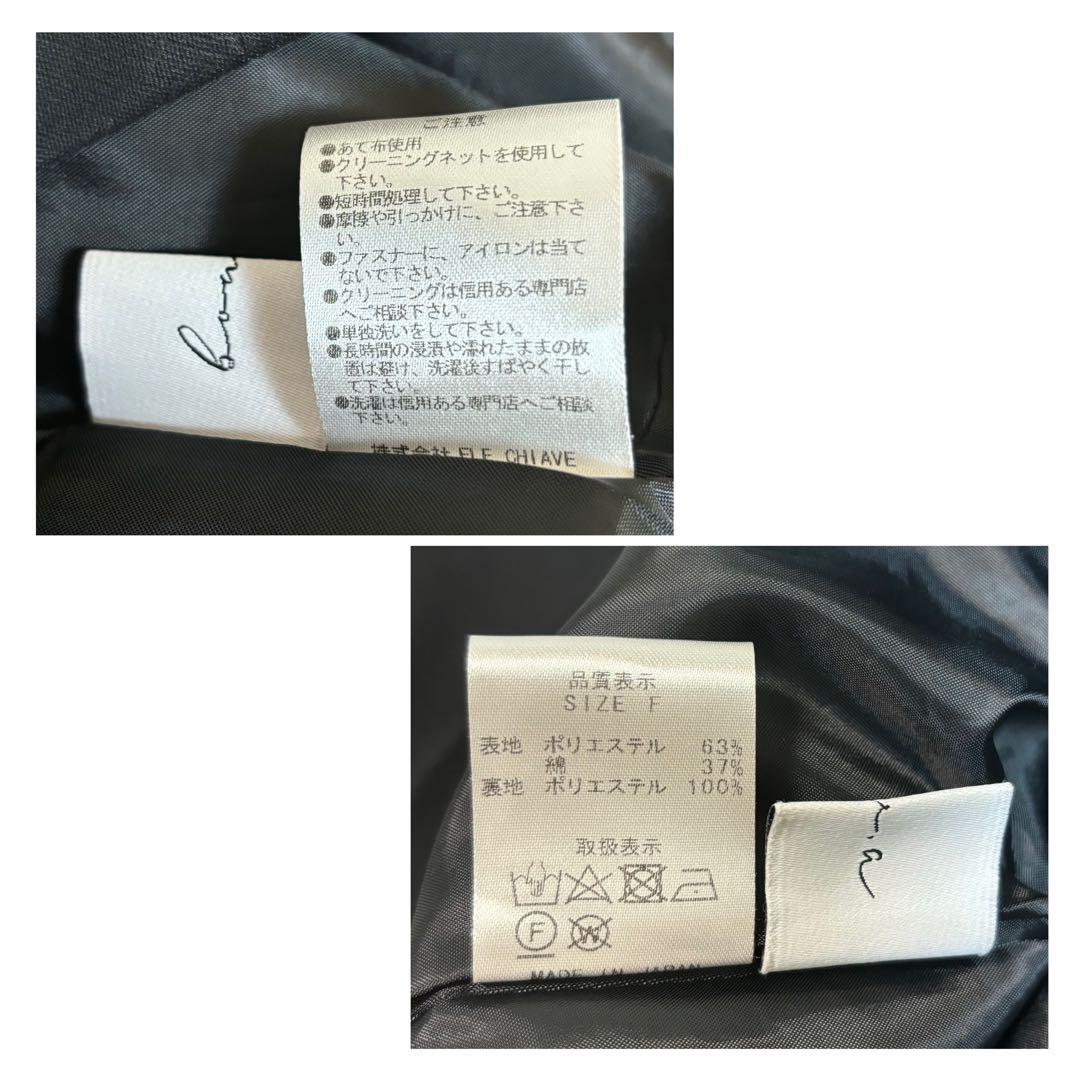 ご注意
●あて布使用
●クリーニングネットを使用して
下さい。
●短時間処理して下さい。
●摩擦や引っかけに、ご注意下さ
い。
●ファスナーに、アイロンは当て
ないで下さい。
●クリーニングは信用ある専門店
へご相談下さい。
●単独洗いをして下さい。
●長時間の浸漬や濡れたままの放
置は避け、洗濯後すばやく干し
て下さい。
●洗濯は信用ある専門店へご相談
下さい。
株式会社 ELE CHIAVE
品質表示
SIZE F
表地 ポリエステル 63%
綿 37%
裏地 ポリエステル 100%
取扱表示
F W
MADE IN JAPAN